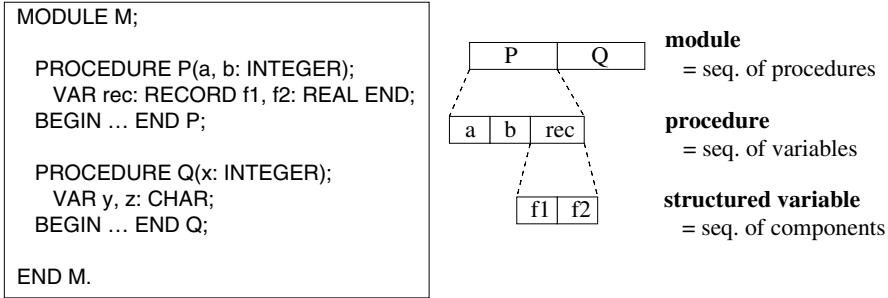 MODULE M;
PROCEDURE P(a, b: INTEGER);
VAR rec: RECORD f1, f2: REAL END;
BEGIN … END P;
PROCEDURE Q(x: INTEGER);
VAR y, z: CHAR;
BEGIN … END Q;
END M.
P Q
a b rec
f1 f2
module
= seq. of procedures
procedure
= seq. of variables
structured variable
= seq. of components